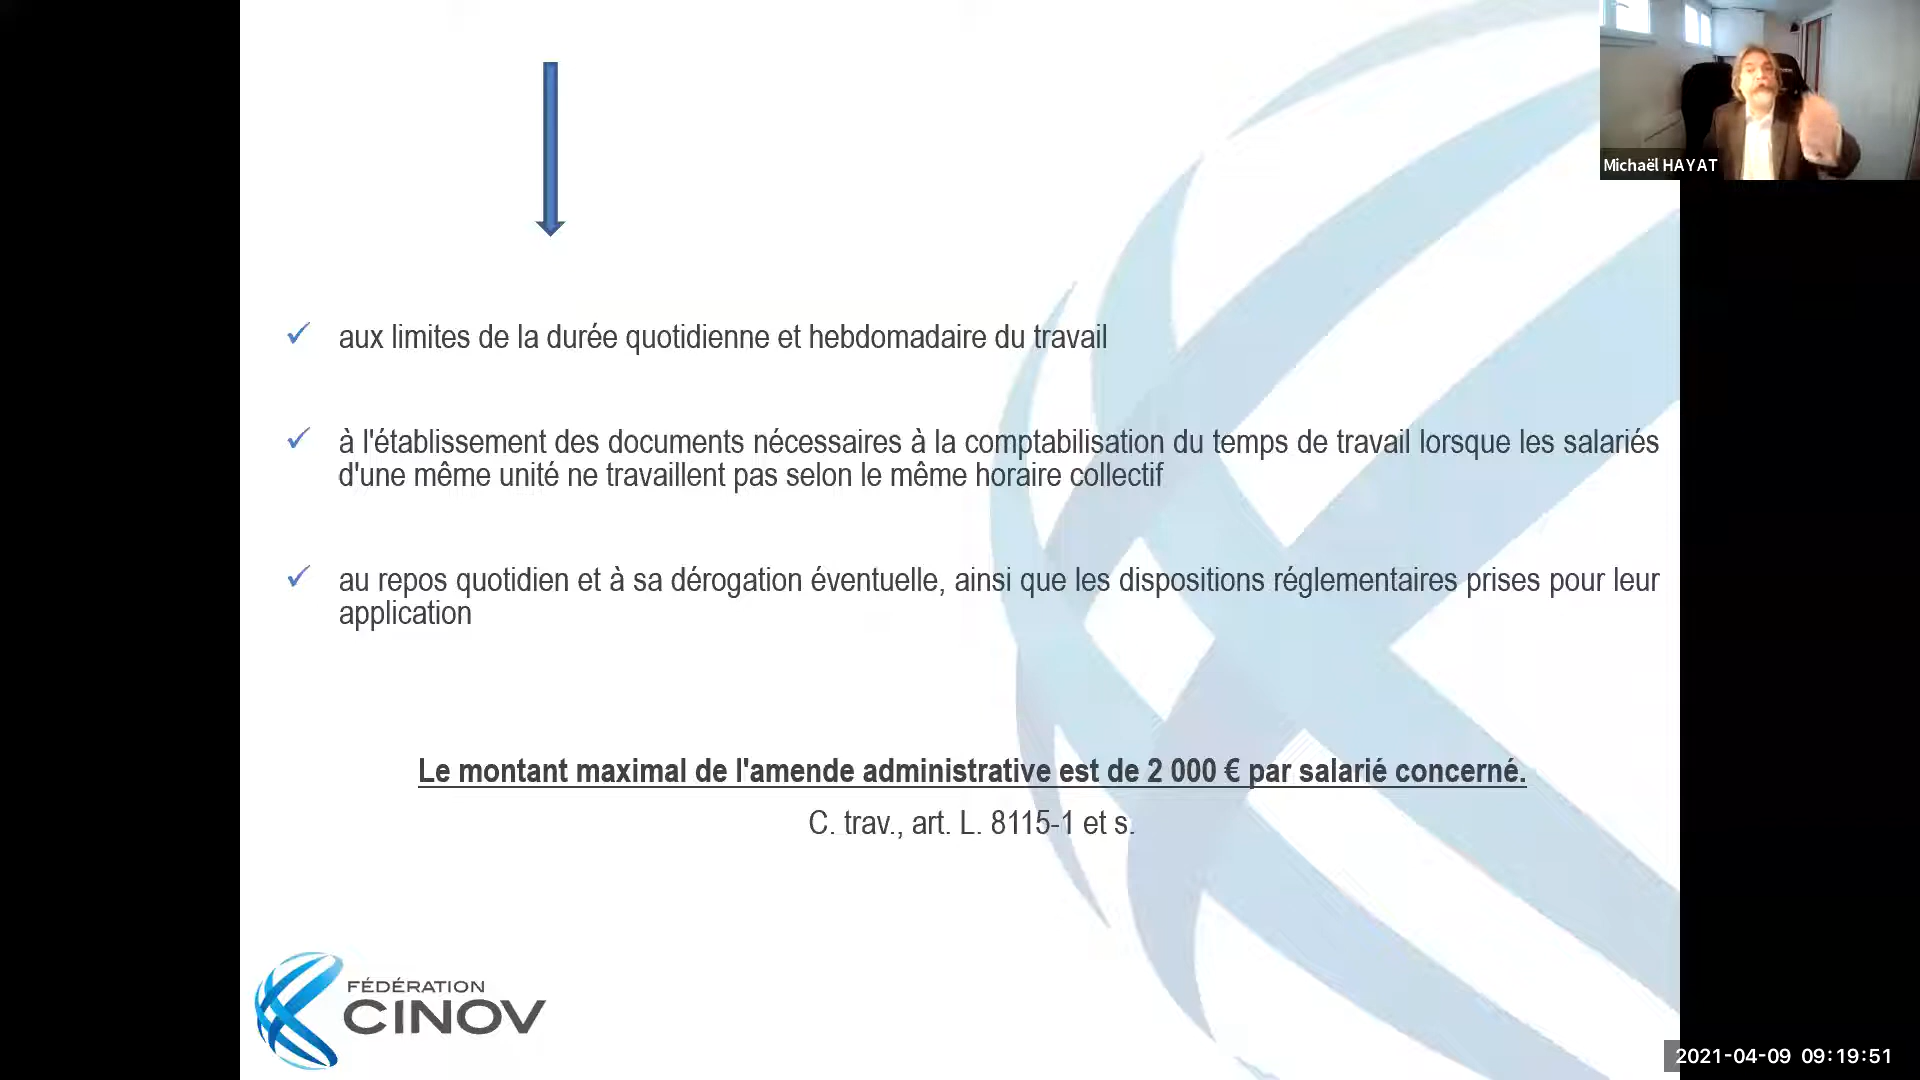 Michaël HAYAT
aux limites de la durée quotidienne et hebdomadaire du travail
à l'établissement des documents nécessaires à la comptabilisation du temps de travail lorsque les salariés
d'une même unité ne travaillent pas selon le même horaire collectif
au repos quotidien et à sa dérogation éventuelle, ainsi que les dispositions réglementaires prises pour leur
application
Le montant maximal de l'amende administrative est de 2 000 € par salarié concerné.
C. trav., art. L. 8115-1 et s.
FÉDÉRATION
CINOV
2021-04-09 09:19:51